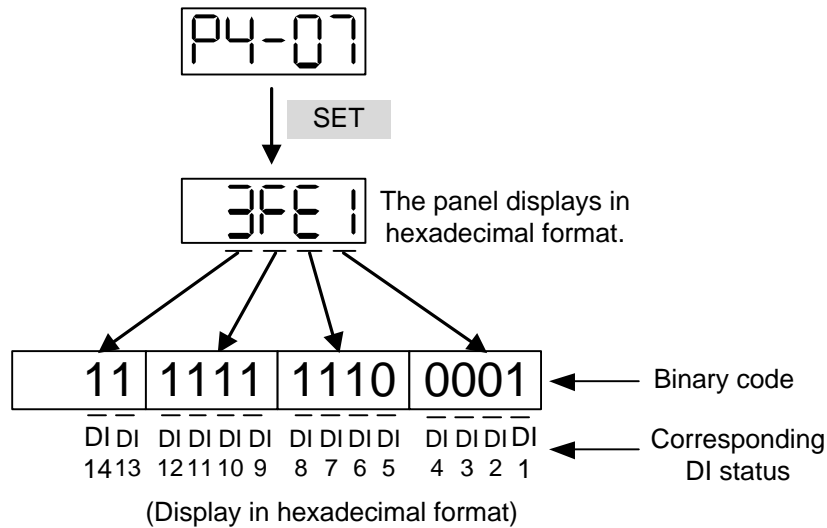 P4-07
SET
3FE1
The panel displays in
hexadecimal format.
11 1111 1110 0001
Binary code
DI DI DI DI DI DI DI DI DI DI DI DI DI DI
14 13 12 11 10 9 8 7 6 5 4 3 2 1
Corresponding
DI status
(Display in hexadecimal format)